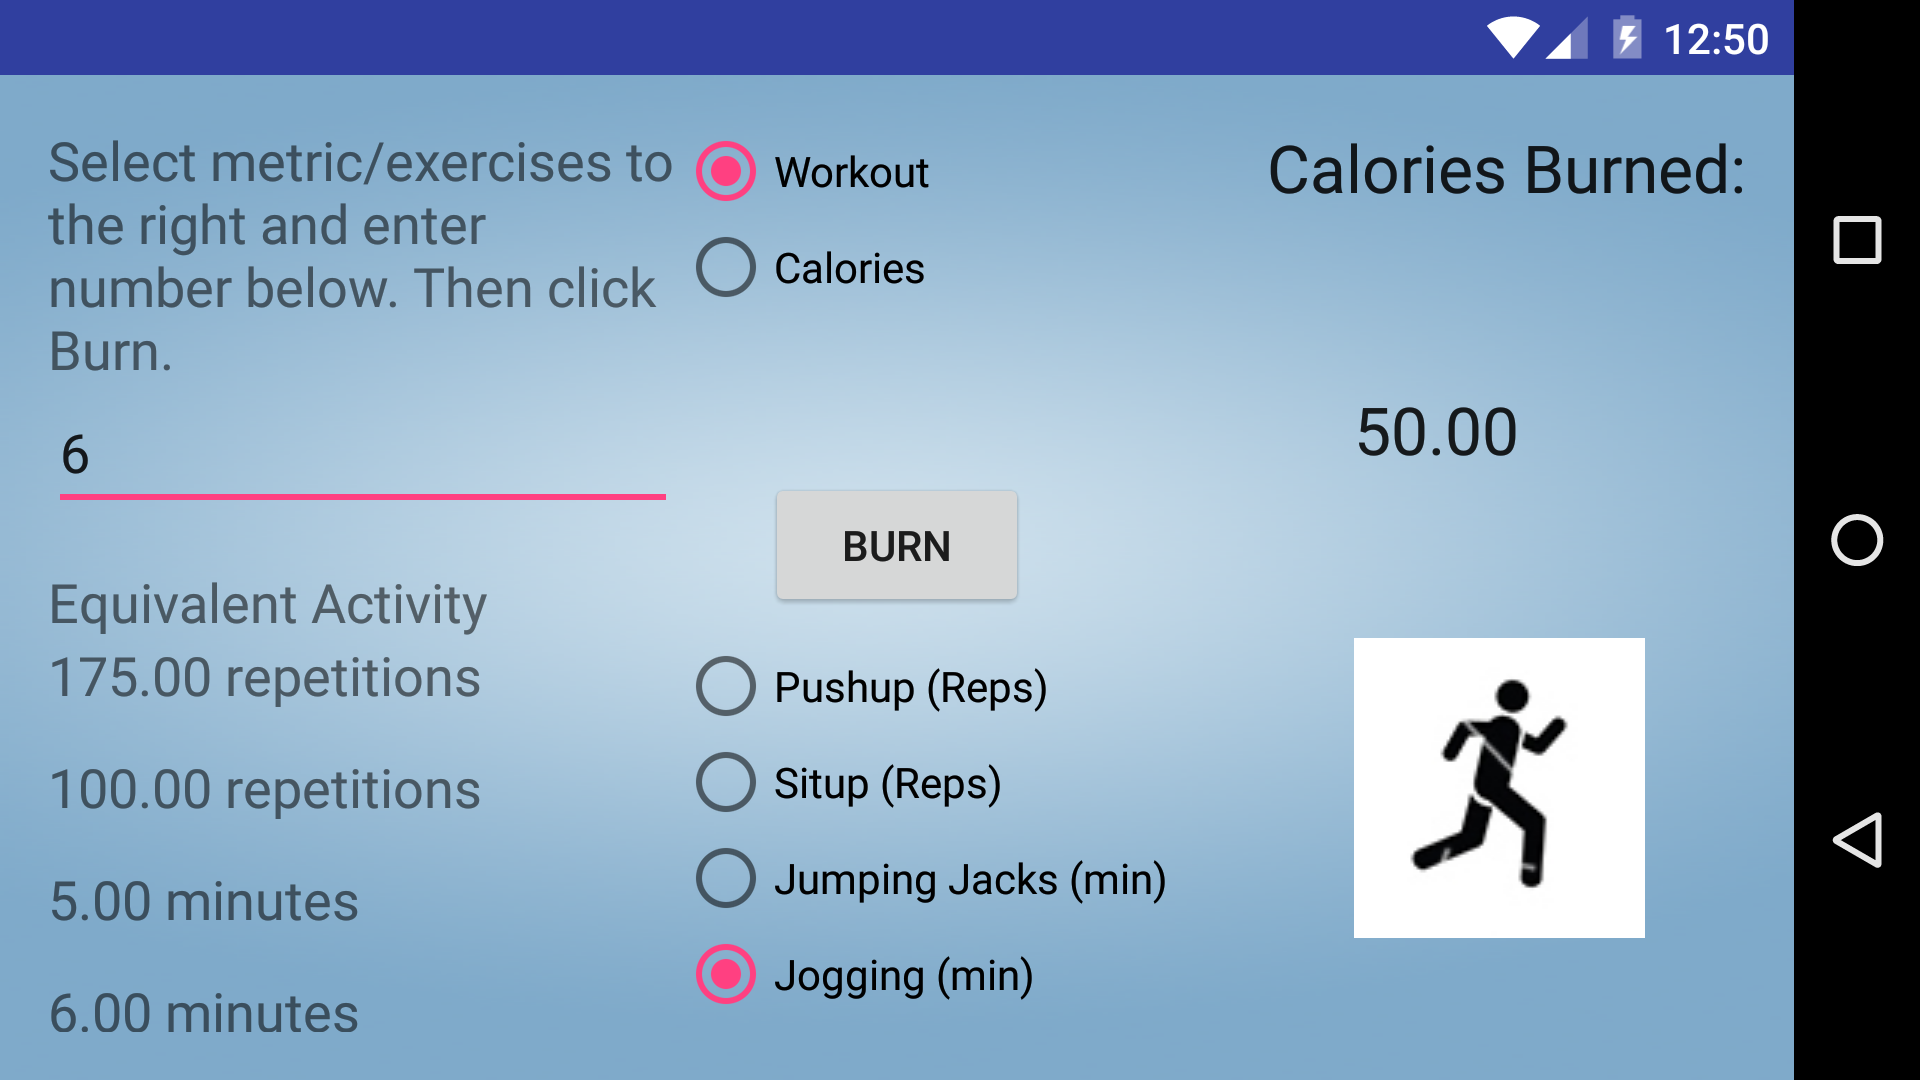 12:50
Select metric/exercises to
the right and enter
number below. Then click
Burn.
6
Workout
Calories
Calories Burned:
50.00
BURN
Equivalent Activity
175.00 repetitions
100.00 repetitions
5.00 minutes
6.00 minutes
Pushup (Reps)
Situp (Reps)
Jumping Jacks (min)
Jogging (min)